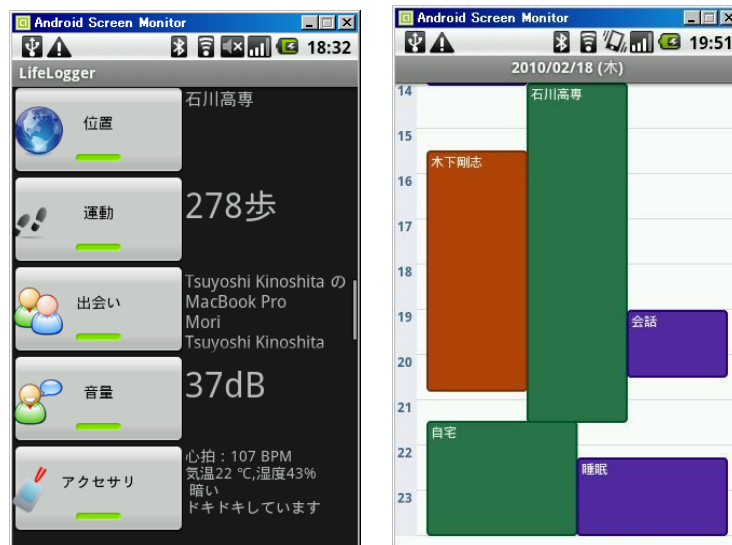 Android Screen Monitor
18:32
LifeLogger
位置
石川高専
運動
278歩
出会い
Tsuyoshi Kinoshita の
MacBook Pro
Mori
Tsuyoshi Kinoshita
音量
37dB
アクセサリ
心拍：107 BPM
気温22 ℃,湿度43%
暗い
ドキドキしています
Android Screen Monitor
19:51
2010/02/18 (木)
14
石川高専
15
木下剛志
16
17
18
19
会話
20
21
自宅
22
睡眠
23